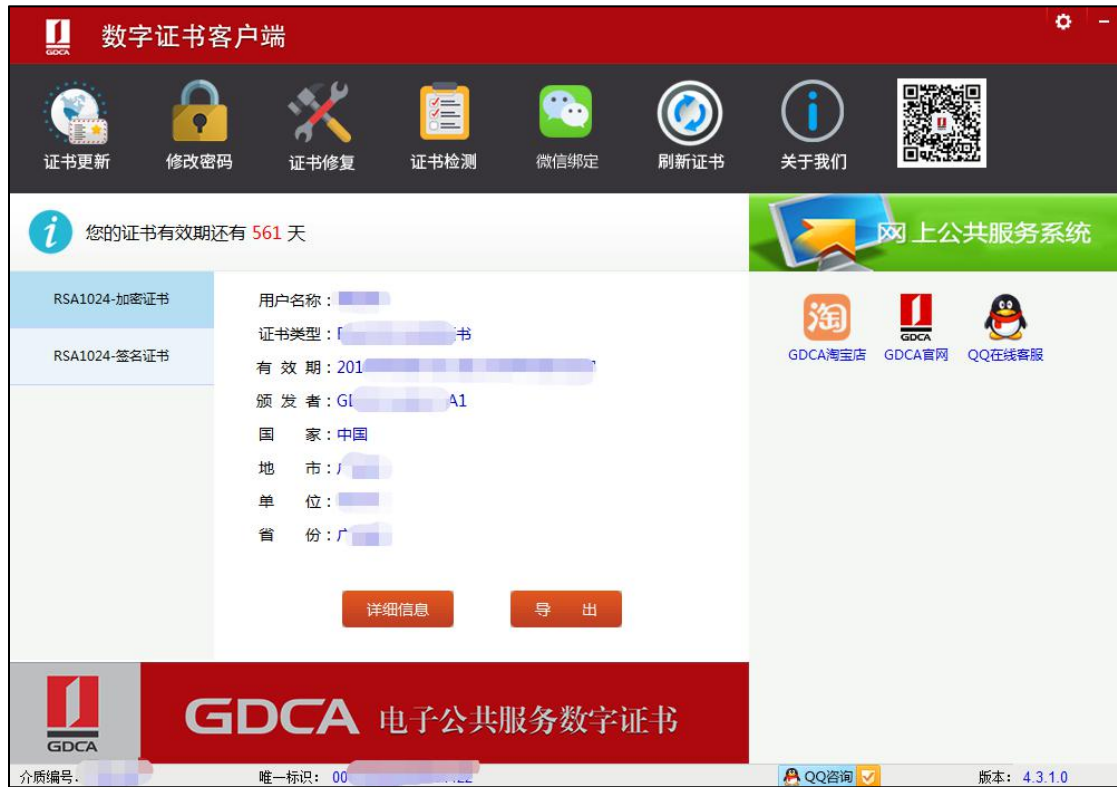 GDCA
数字证书客户端
证书更新
修改密码
证书修复
证书检测
微信绑定
刷新证书
关于我们
您的证书有效期还有 561 天
网上公共服务系统
RSA1024-加密证书
RSA1024-签名证书
用户名称：
证书类型：
有 效 期：201
颁 发 者：
国 家：中国
地 市：
单 位：
省 份：
详细信息
导 出
GDCA淘宝店
GDCA官网
QQ在线客服
淘
GDCA
GDCA
GDCA 电子公共服务数字证书
介质编号：
唯一标识： 00
QQ咨询
版本： 4.3.1.0